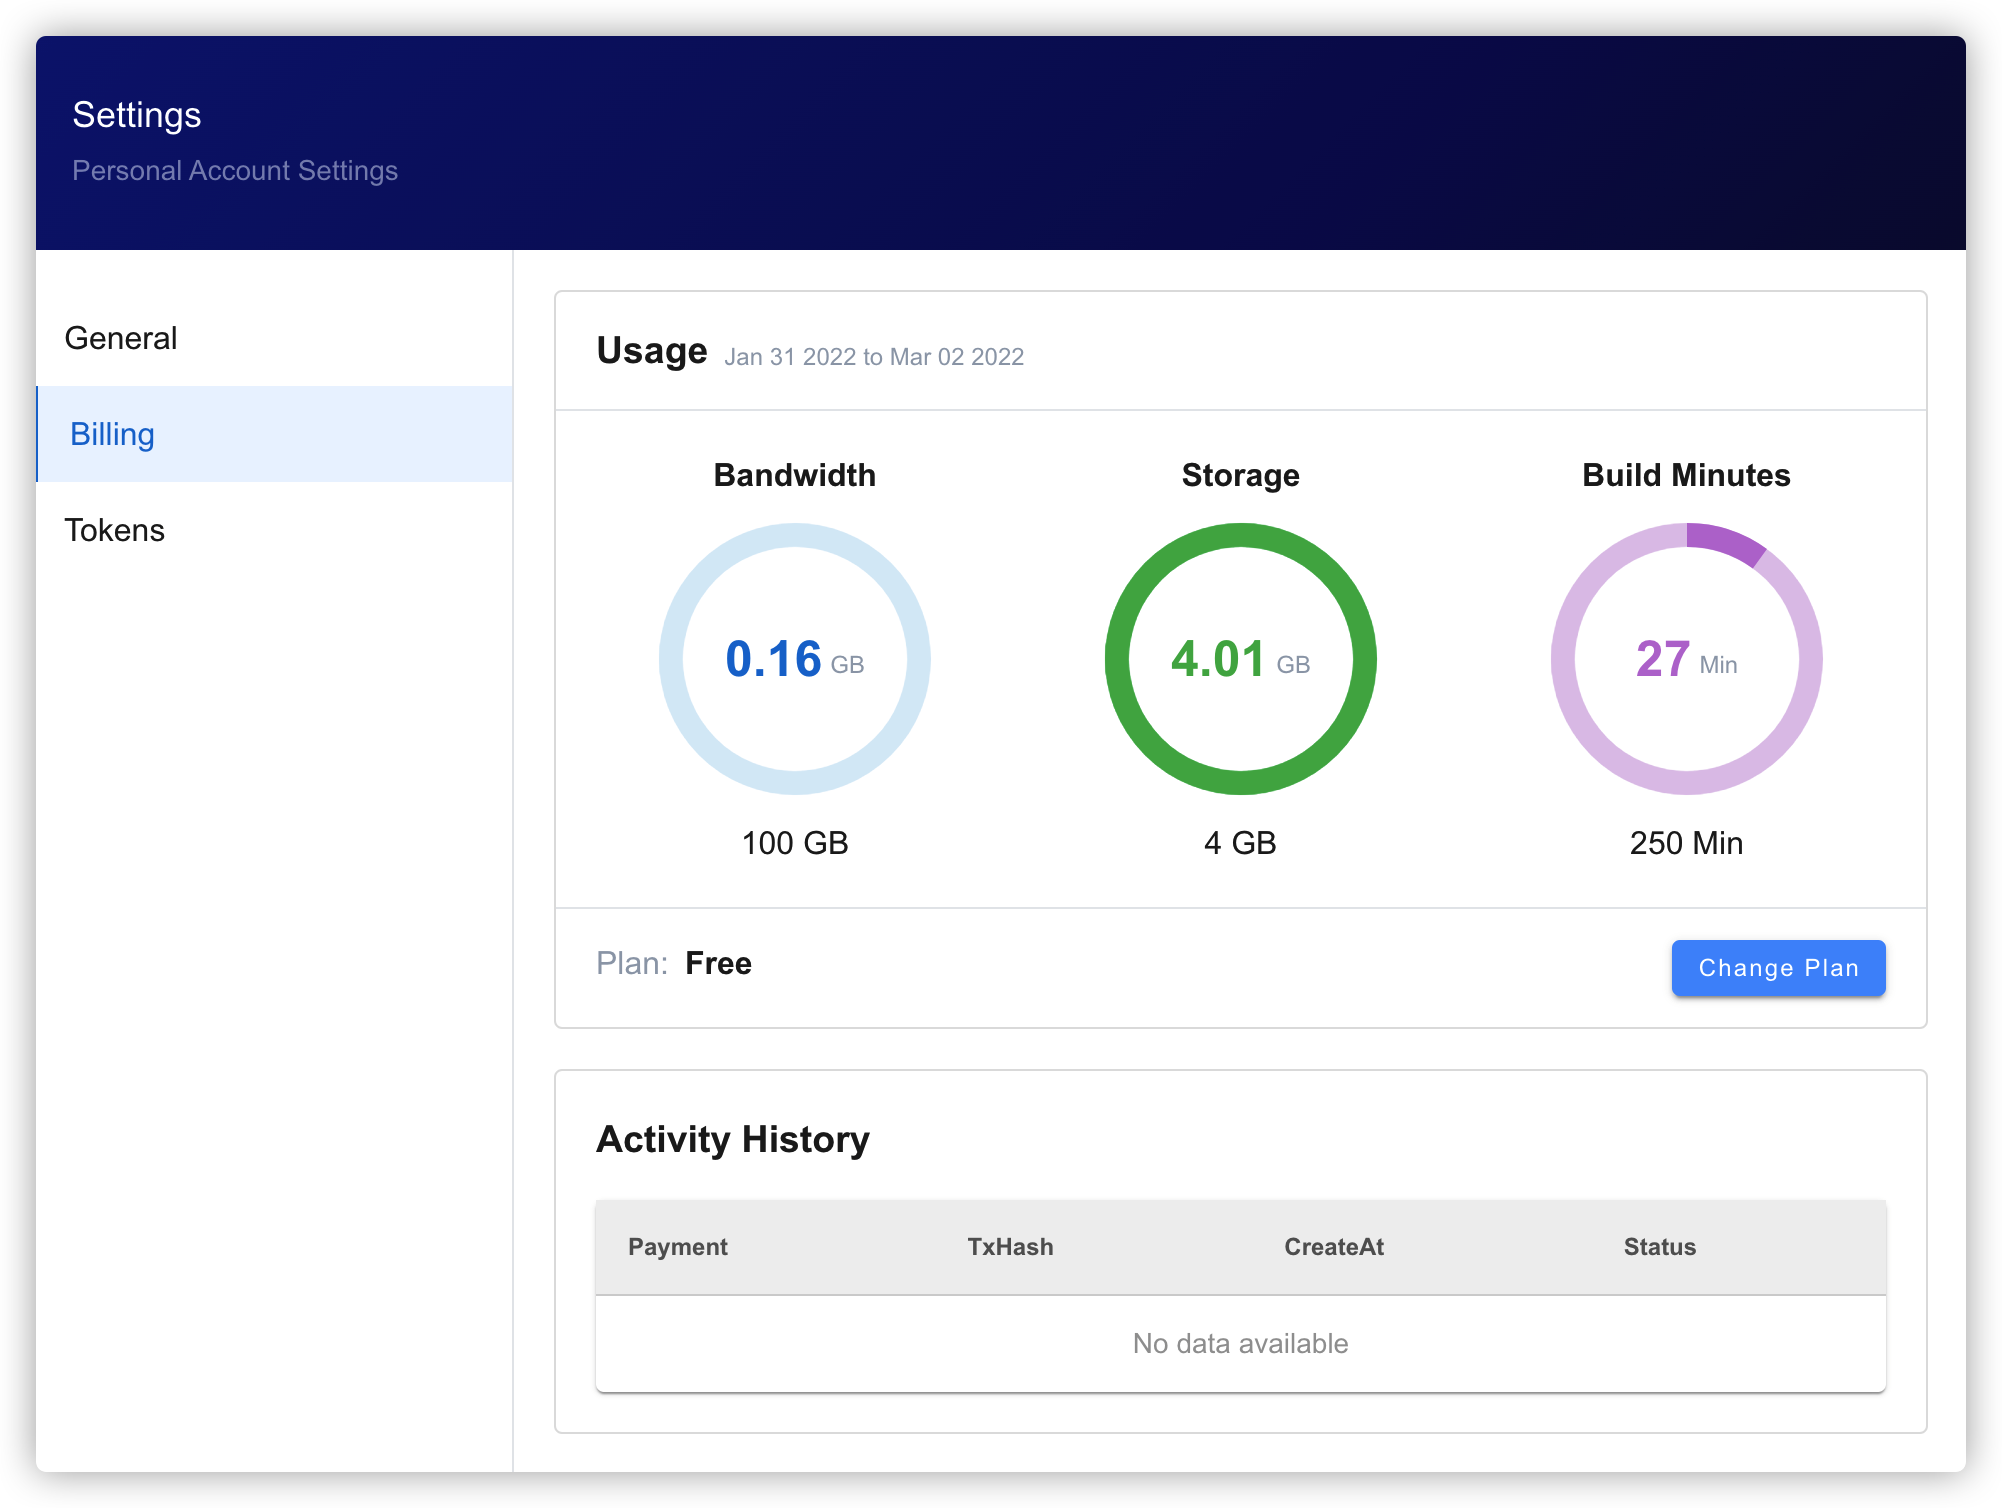 Settings
Personal Account Settings
General
Billing
Tokens
Usage Jan 31 2022 to Mar 02 2022
Bandwidth Storage Build Minutes
0.16 GB 4.01 GB 27 Min
100 GB 4 GB 250 Min
Plan: Free Change Plan
Activity History
Payment TxHash CreateAt Status
No data available